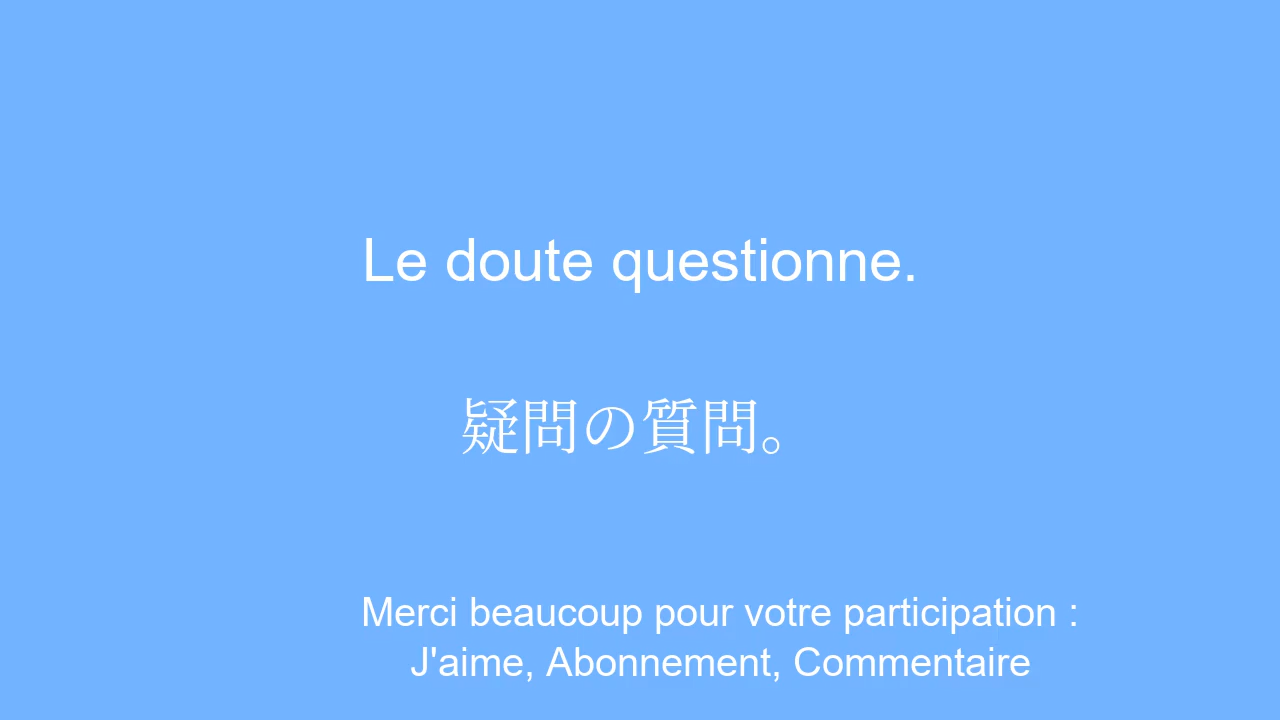 Le doute questionne.
疑問の質問。
Merci beaucoup pour votre participation :
J'aime, Abonnement, Commentaire